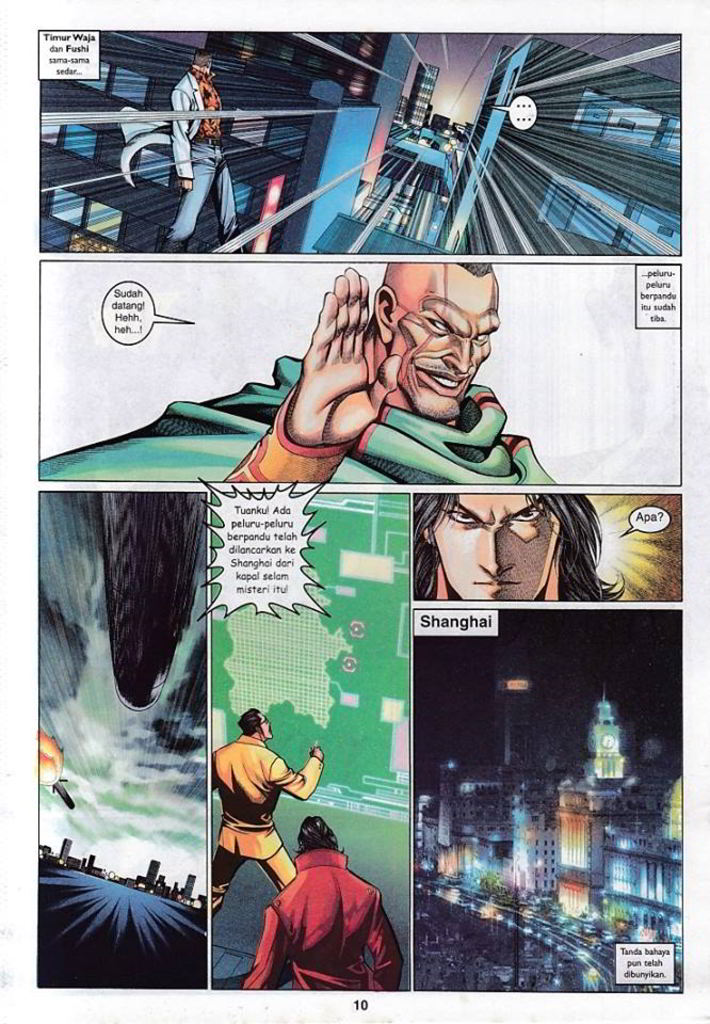 Timur Waja
dan Fushi
sama-sama
sedar...
...
...peluru-
peluru
berpandu
itu sudah
tiba.
Sudah
datang!
Hehh,
heh...!
Tuanku! Ada
peluru-peluru
berpandu telah
dilancarkan ke
Shanghai dari
kapal selam
misteri itu!
Apa?
Shanghai
Tanda bahaya
pun telah
dibunyikan.
10